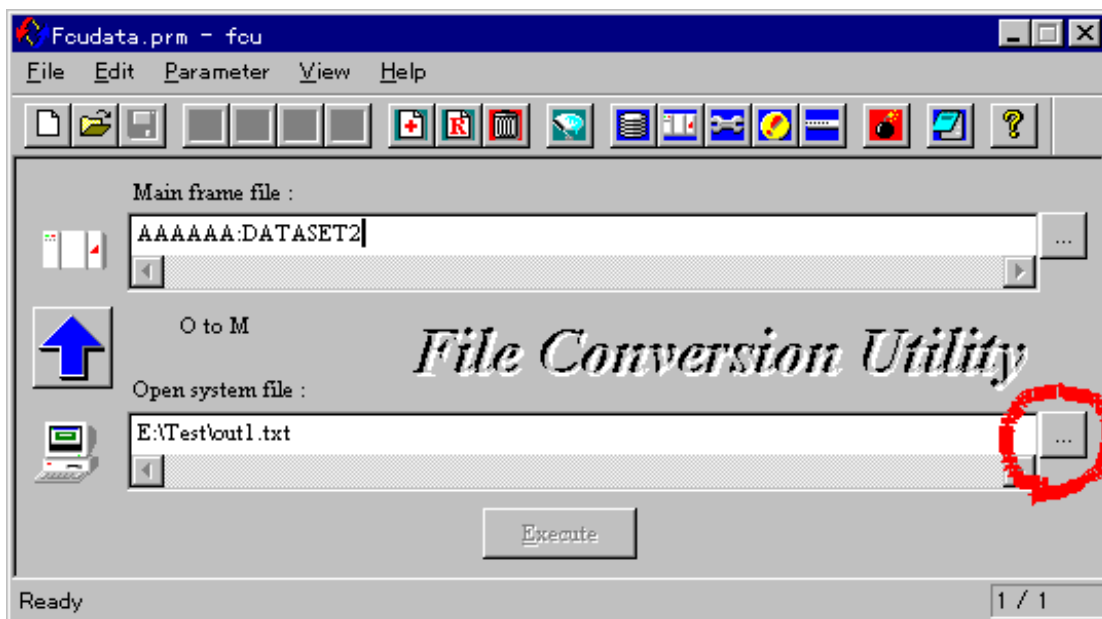 Fcudata.prm - fcu
File Edit Parameter View Help
R ?
Main frame file :
AAAAAA:DATASET2
...
O to M
File Conversion Utility
Open system file :
E:\Test\out1.txt
...
Execute
Ready 1 / 1